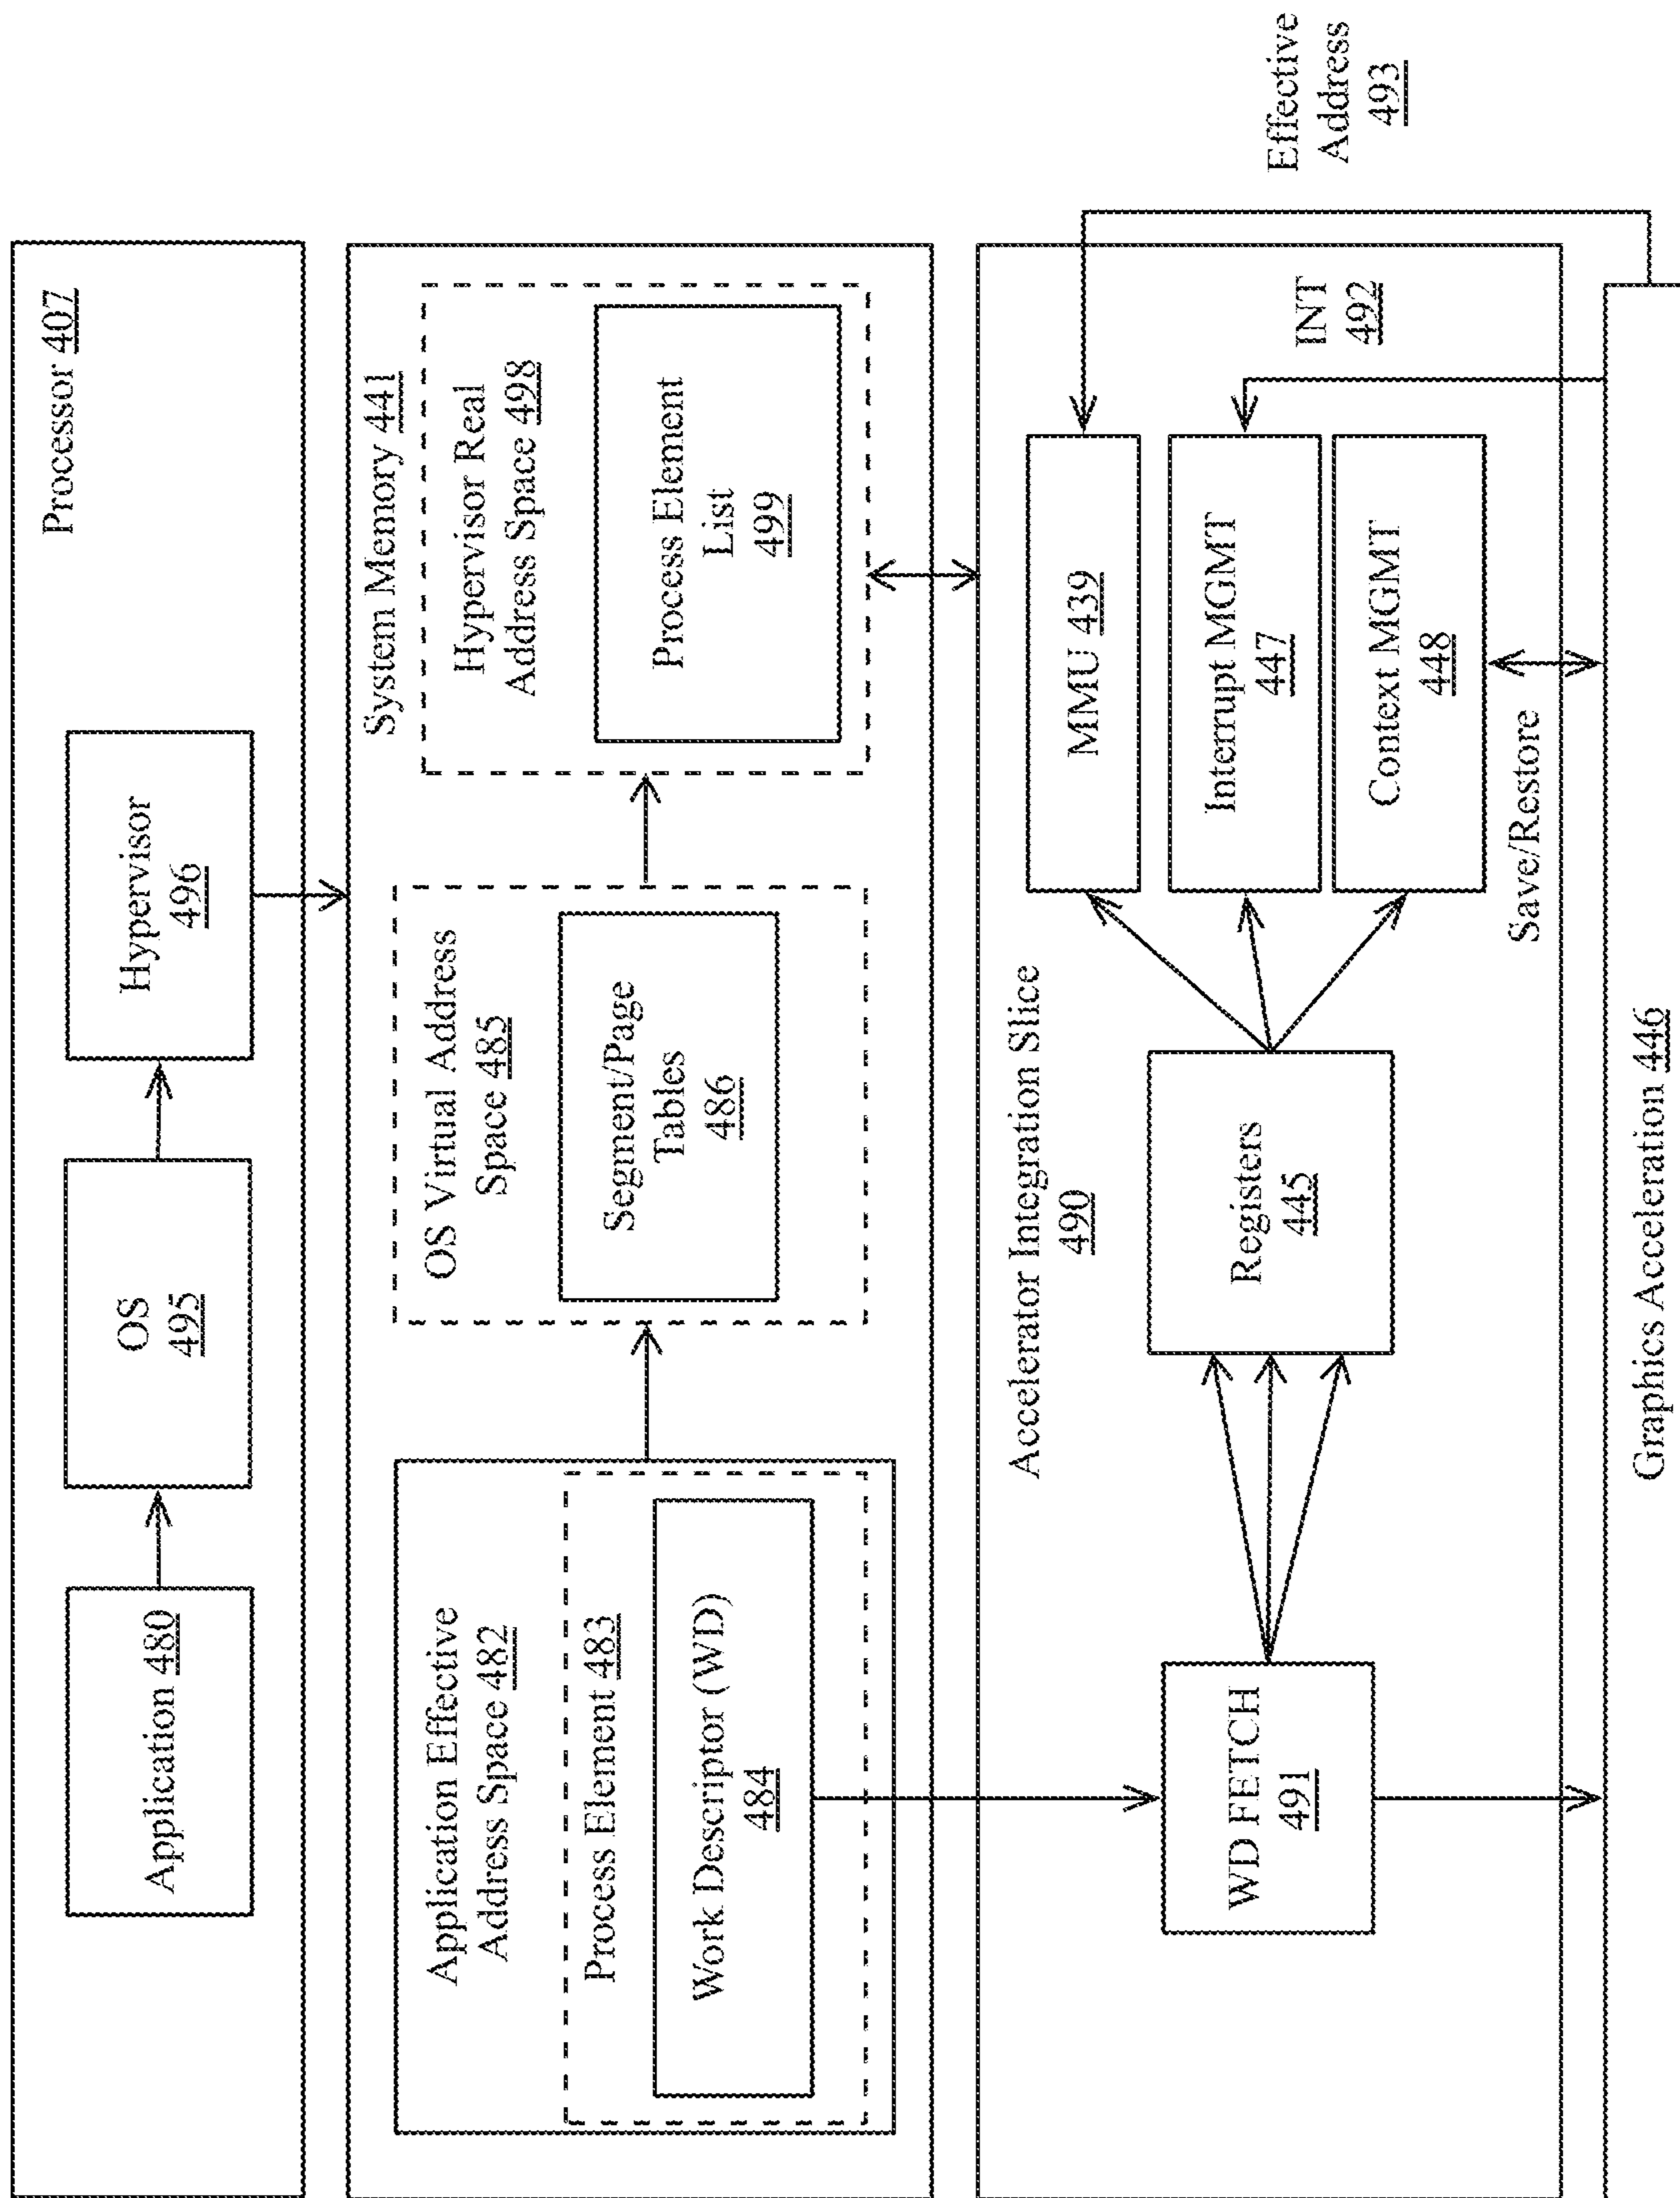 Processor 407
Application 480
OS
495
Hypervisor
496
System Memory 441
Application Effective
Address Space 482
Process Element 483
Work Descriptor (WD)
484
OS Virtual Address
Space 485
Segment/Page
Tables
486
Hypervisor Real
Address Space 498
Process Element
List
499
Accelerator Integration Slice
490
WD FETCH
491
Registers
445
MMU 439
Interrupt MGMT
447
Context MGMT
448
INT
492
Effective
Address
493
Save/Restore
Graphics Acceleration 446